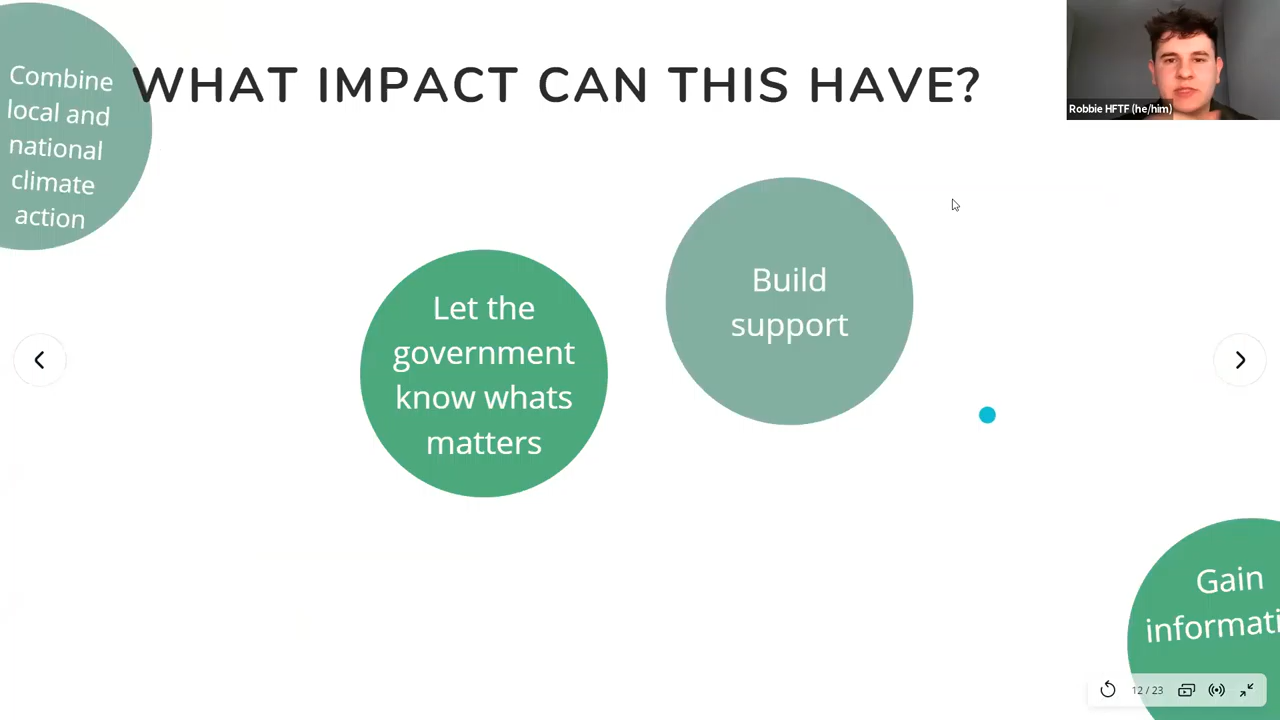 WHAT IMPACT CAN THIS HAVE?
Robbie HFTF (he/him)
Combine
local and
national
climate
action
Let the
government
know whats
matters
Build
support
Gain
informati
12 / 23